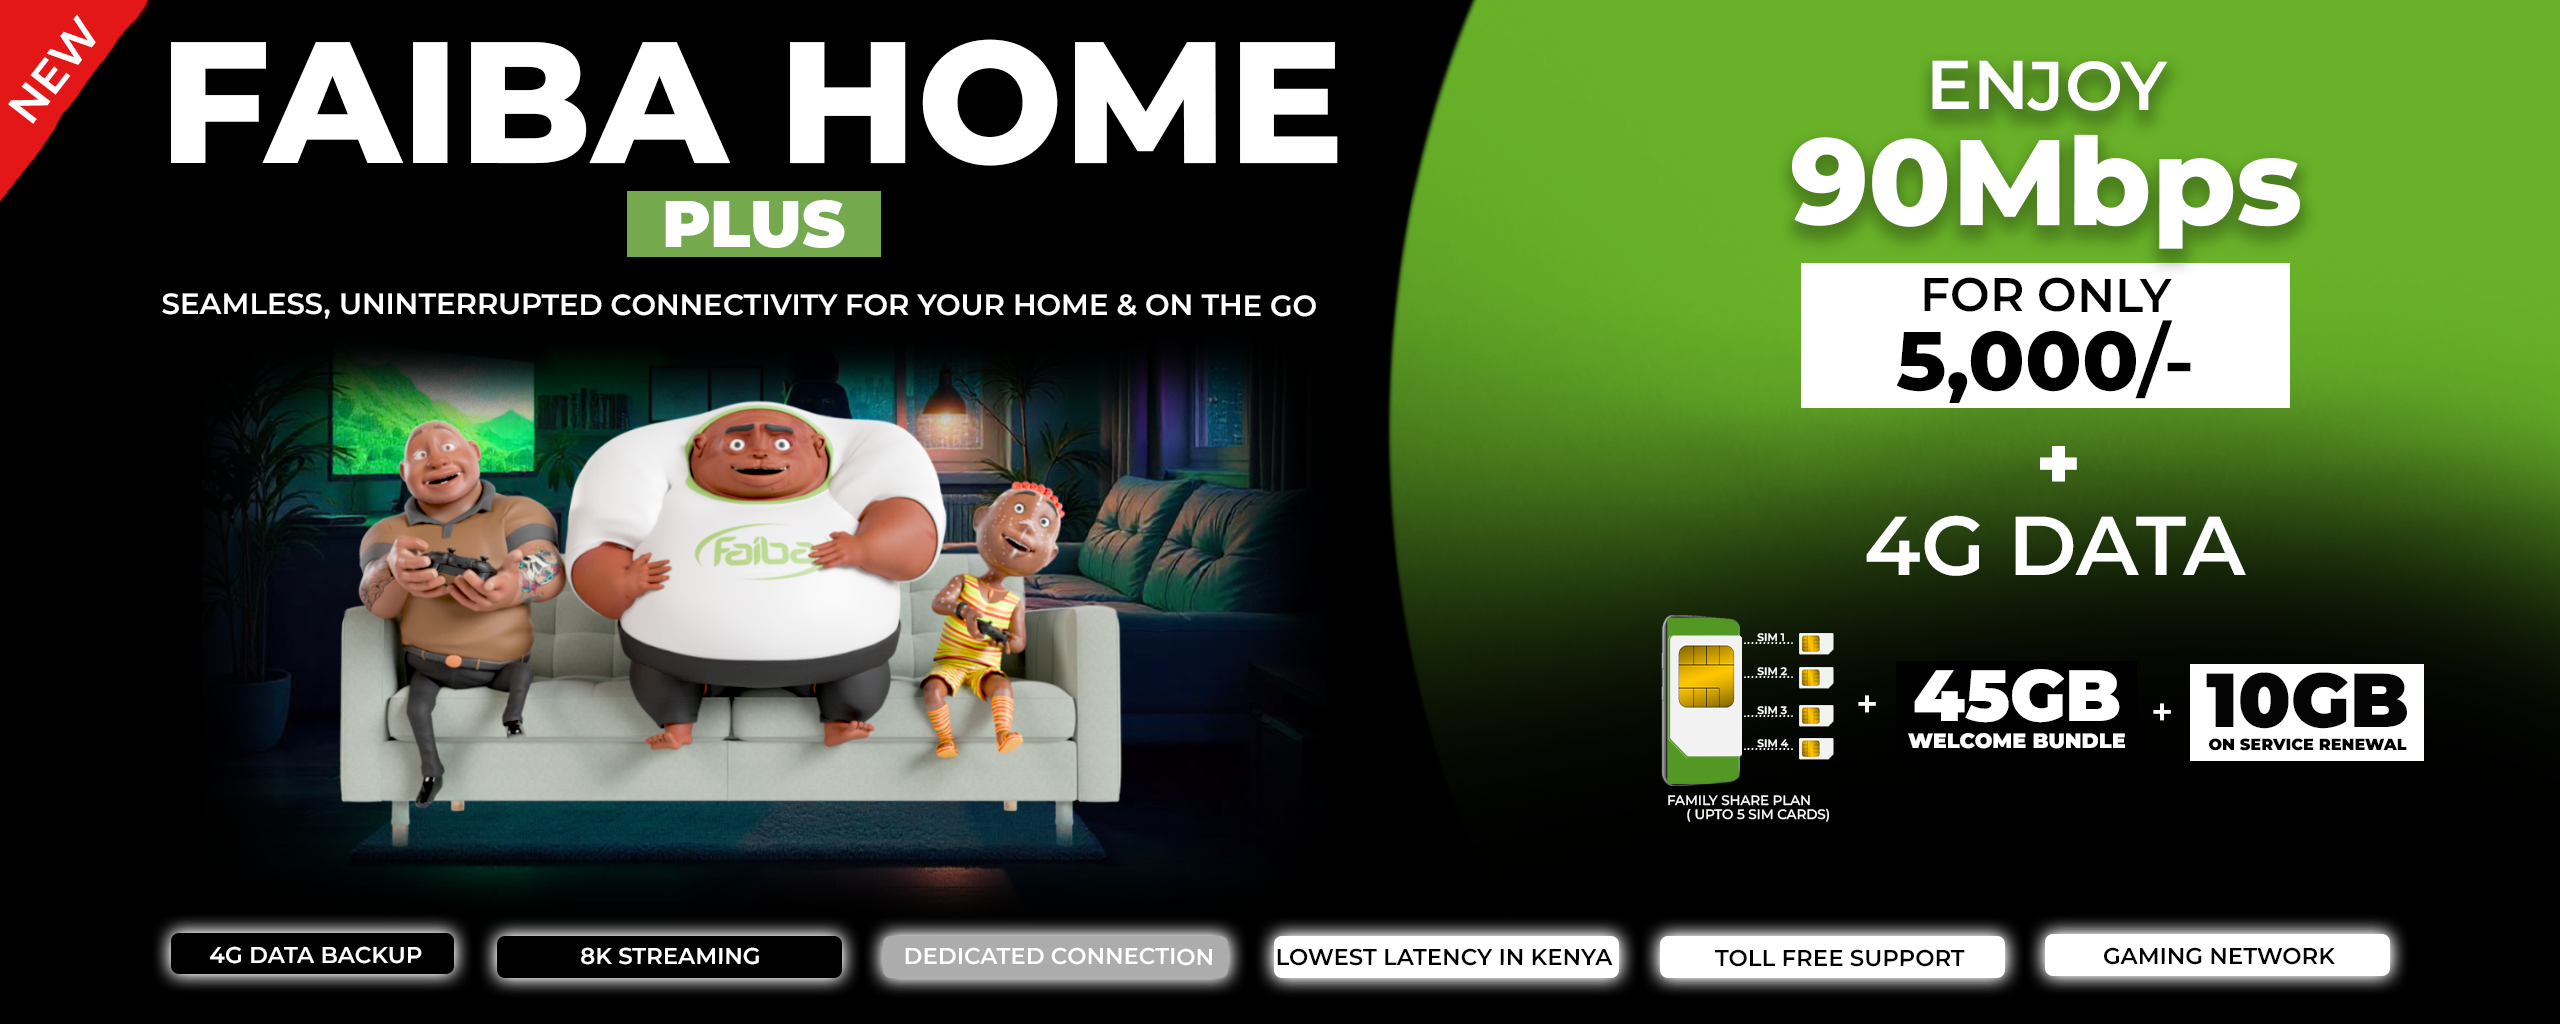 NEW
FAIBA HOME
PLUS
SEAMLESS, UNINTERRUPTED CONNECTIVITY FOR YOUR HOME & ON THE GO
Faiba
ENJOY
90Mbps
FOR ONLY
5,000/-
+
4G DATA
SIM 1
SIM 2
SIM 3
SIM 4
FAMILY SHARE PLAN
( UPTO 5 SIM CARDS)
+
45GB
WELCOME BUNDLE
+
10GB
ON SERVICE RENEWAL
4G DATA BACKUP
8K STREAMING
DEDICATED CONNECTION
LOWEST LATENCY IN KENYA
TOLL FREE SUPPORT
GAMING NETWORK